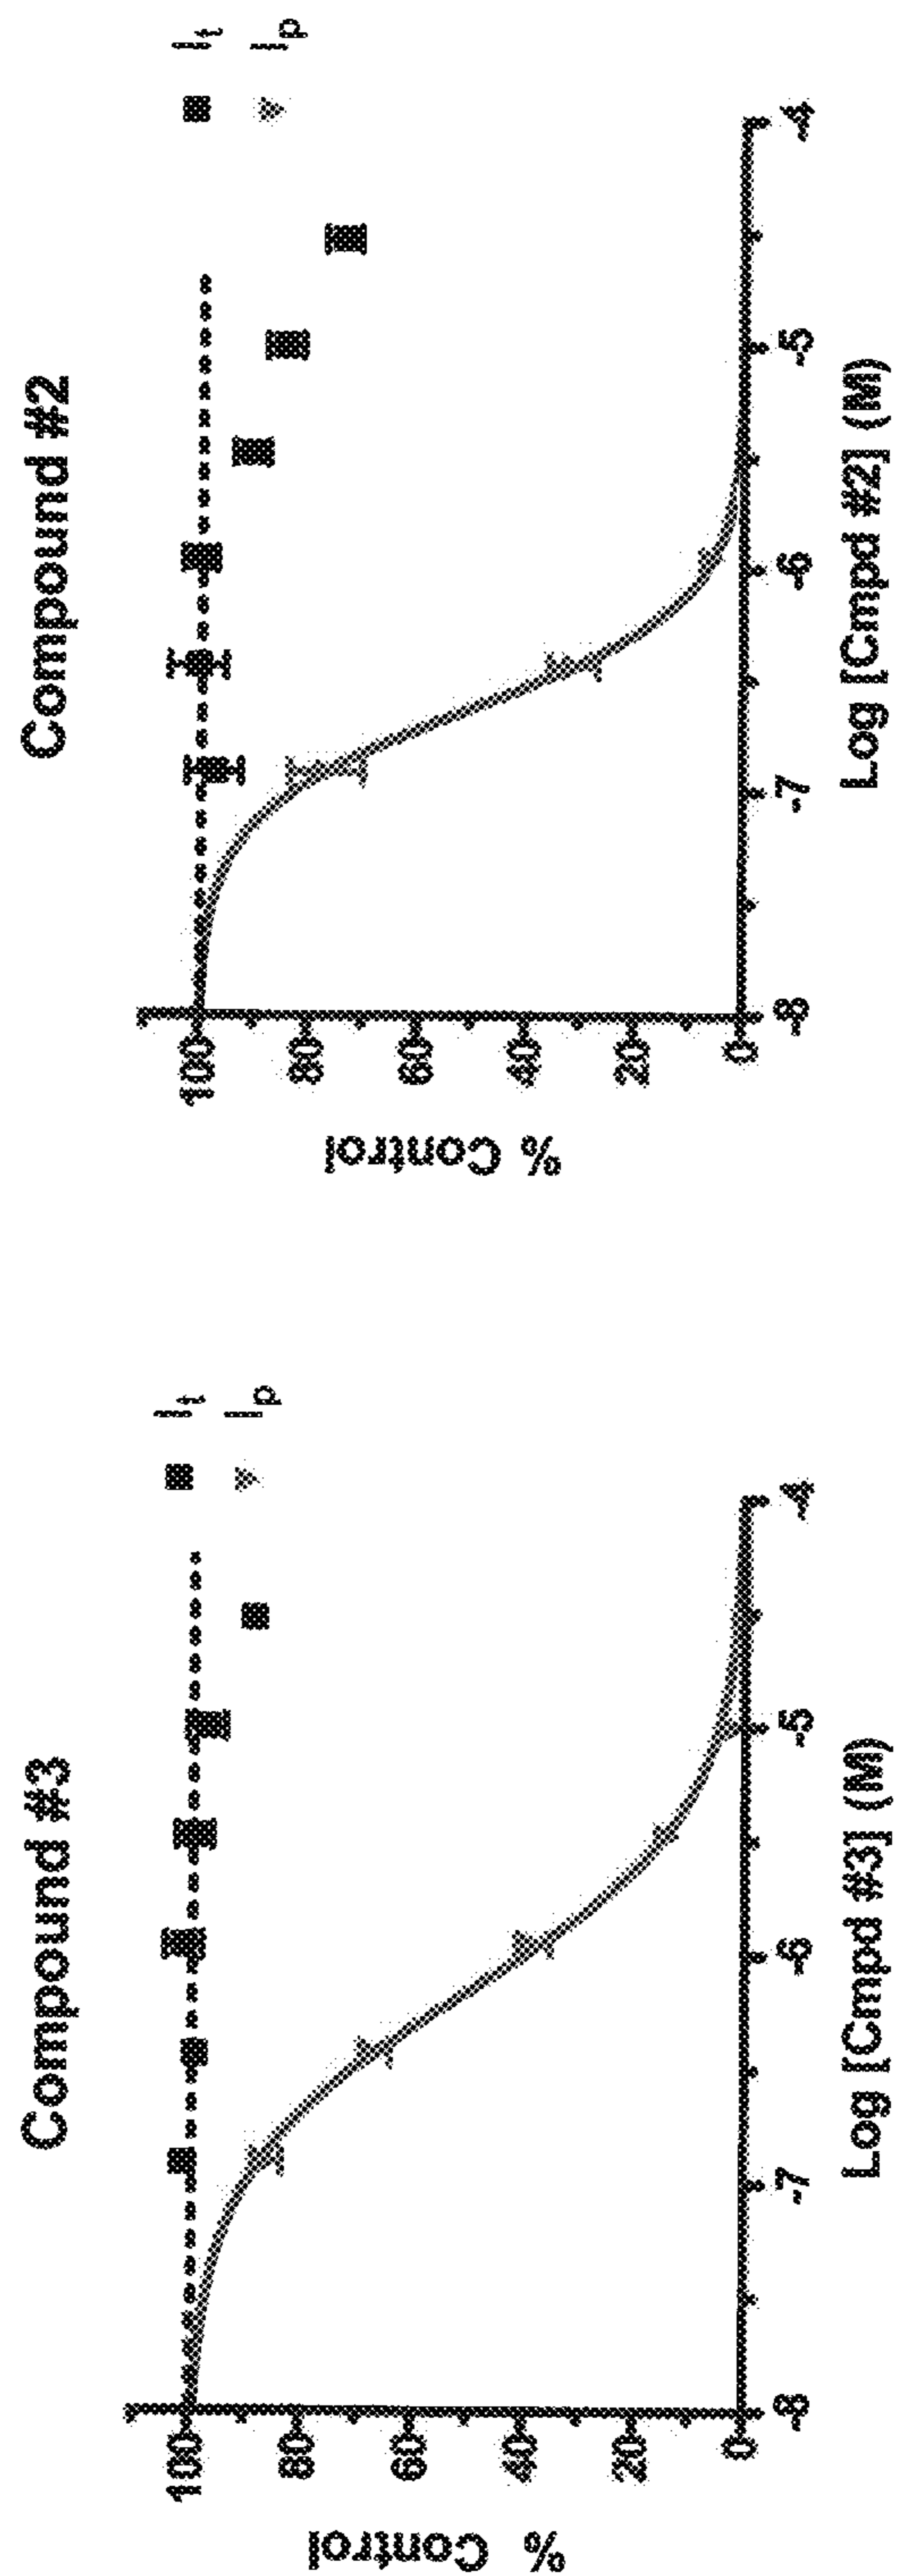 Compound #3
% Control
100
80
60
40
20
0
-8
-7
-6
-5
-4
Log [Cmpd #3] (M)
It
Ip
Compound #2
% Control
100
80
60
40
20
0
-8
-7
-6
-5
-4
Log [Cmpd #2] (M)
It
Ip